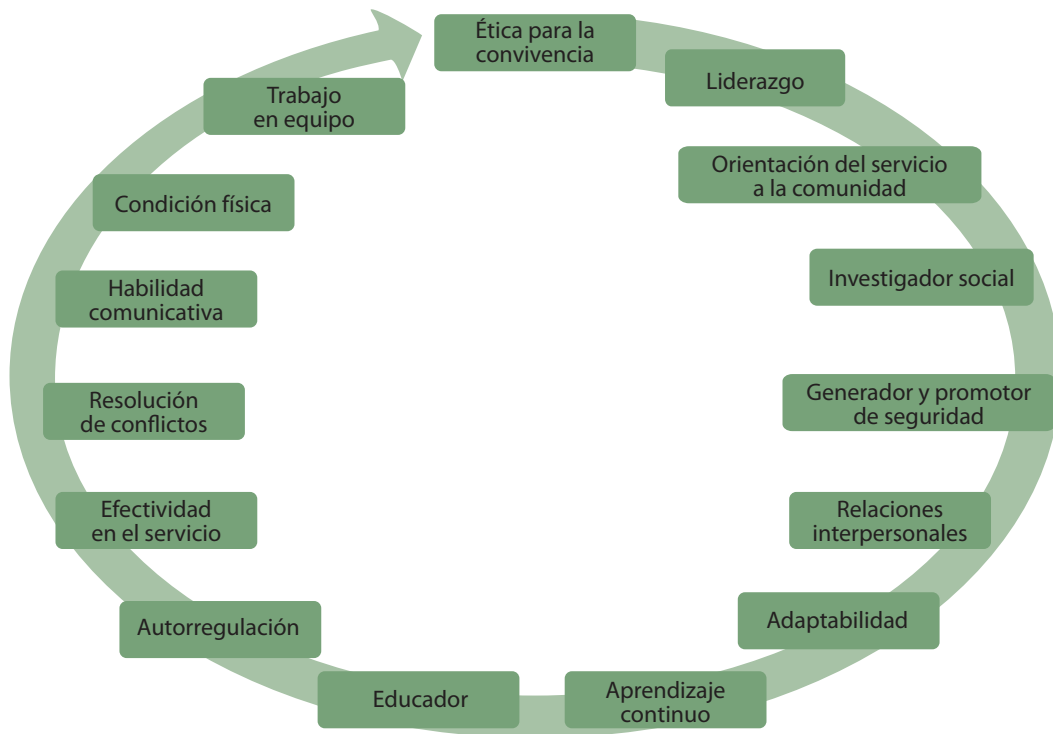 Ética para la
convivencia
Liderazgo
Orientación del servicio
a la comunidad
Investigador social
Generador y promotor
de seguridad
Relaciones
interpersonales
Adaptabilidad
Aprendizaje
continuo
Educador
Autorregulación
Efectividad
en el servicio
Resolución
de conflictos
Habilidad
comunicativa
Condición física
Trabajo
en equipo